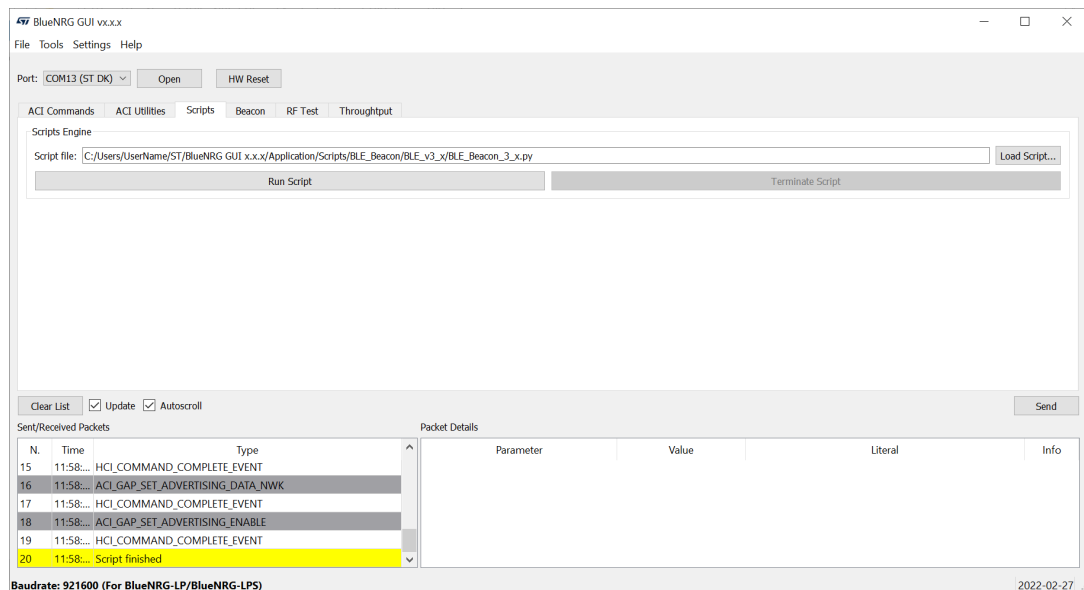 BlueNRG GUI vx.x.x
File Tools Settings Help
Port: COM13 (ST DK) Open HW Reset
ACI Commands ACI Utilities Scripts Beacon RF Test Throughtput
Scripts Engine
Script file: C:/Users/UserName/ST/BlueNRG GUI x.x.x/Application/Scripts/BLE_Beacon/BLE_v3_x/BLE_Beacon_3_x.py Load Script...
Run Script Terminate Script
Clear List Update Autoscroll Send
Sent/Received Packets Packet Details
N. Time Type Parameter Value Literal Info
15 11:58:... HCI_COMMAND_COMPLETE_EVENT
16 11:58:... ACI_GAP_SET_ADVERTISING_DATA_NWK
17 11:58:... HCI_COMMAND_COMPLETE_EVENT
18 11:58:... ACI_GAP_SET_ADVERTISING_ENABLE
19 11:58:... HCI_COMMAND_COMPLETE_EVENT
20 11:58:... Script finished
Baudrate: 921600 (For BlueNRG-LP/BlueNRG-LPS) 2022-02-27